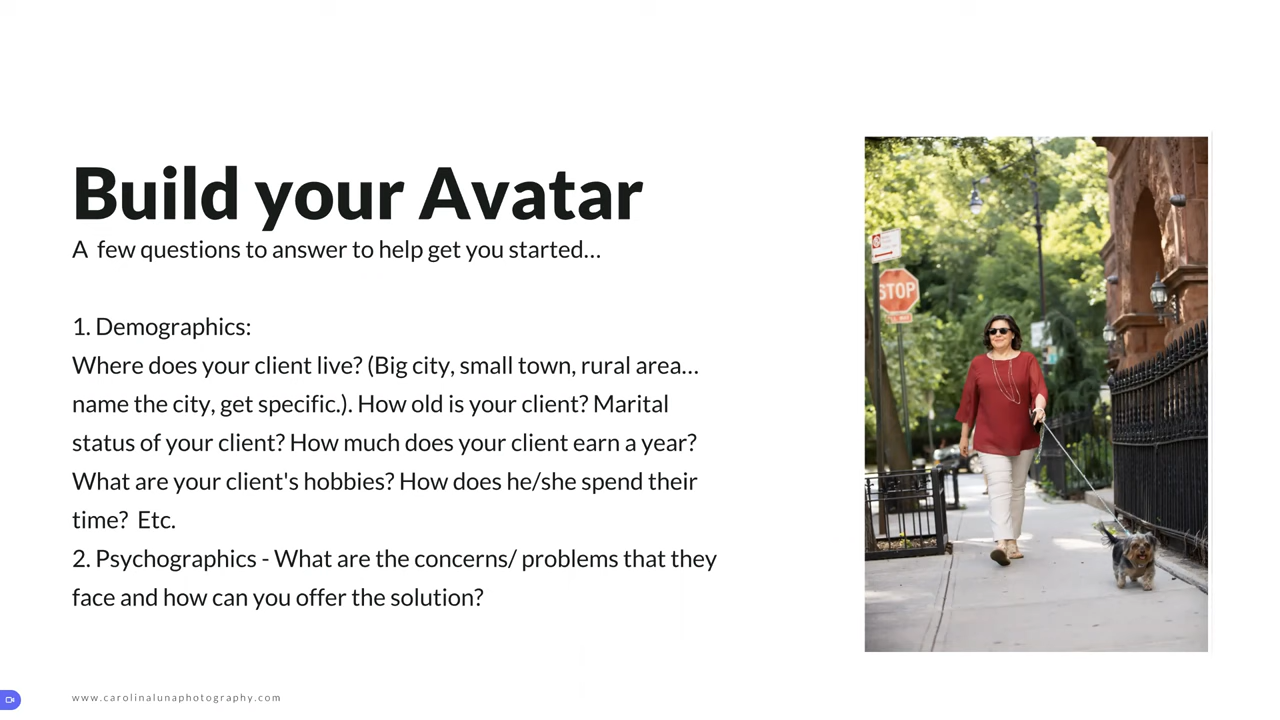 Build your Avatar
A  few questions to answer to help get you started...
1. Demographics:
Where does your client live? (Big city, small town, rural area...
name the city, get specific.). How old is your client? Marital
status of your client? How much does your client earn a year?
What are your client's hobbies? How does he/she spend their
time?  Etc.
2. Psychographics - What are the concerns/ problems that they
face and how can you offer the solution?
STOP
www.carolinalunaphotography.com